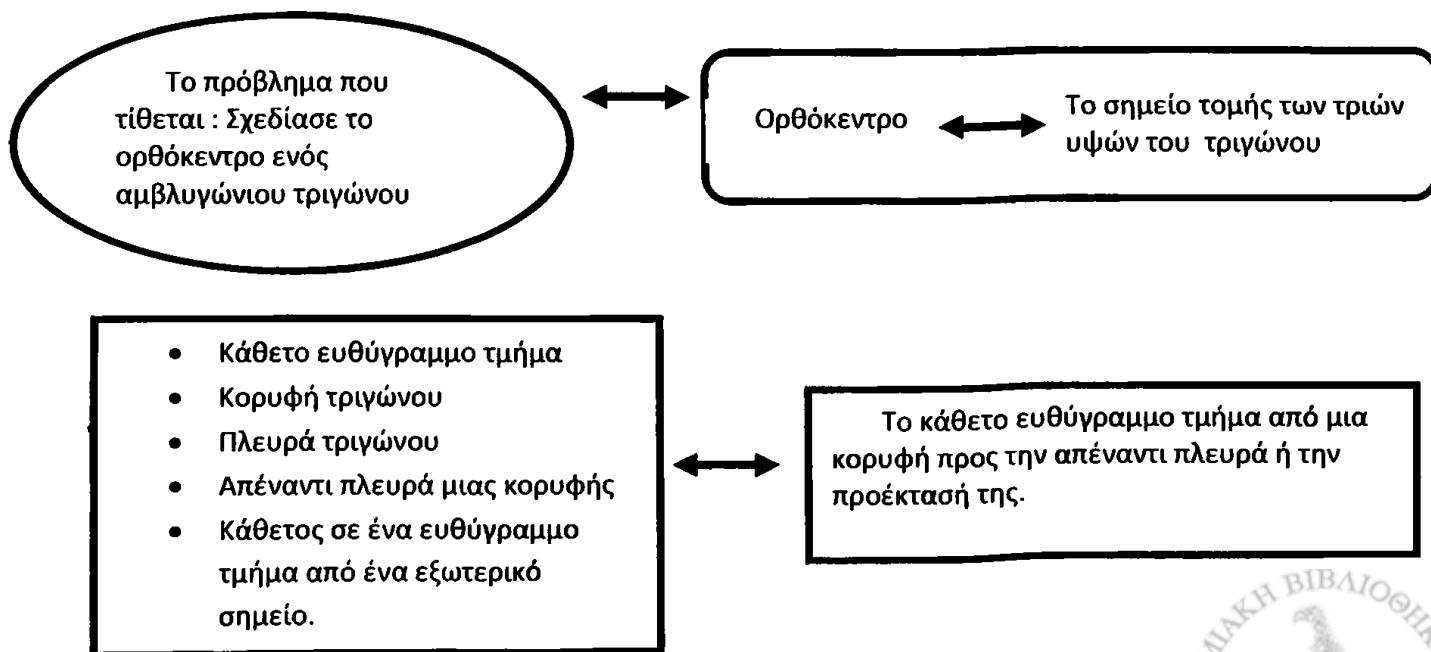 Το πρόβλημα που
τίθεται : Σχεδίασε το
ορθόκεντρο ενός
αμβλυγώνιου τριγώνου
Ορθόκεντρο
Το σημείο τομής των τριών
υψών του τριγώνου
• Κάθετο ευθύγραμμο τμήμα
• Κορυφή τριγώνου
• Πλευρά τριγώνου
• Απέναντι πλευρά μιας κορυφής
• Κάθετος σε ένα ευθύγραμμο
τμήμα από ένα εξωτερικό
σημείο.
Το κάθετο ευθύγραμμο τμήμα από μια
κορυφή προς την απέναντι πλευρά ή την
προέκτασή της.